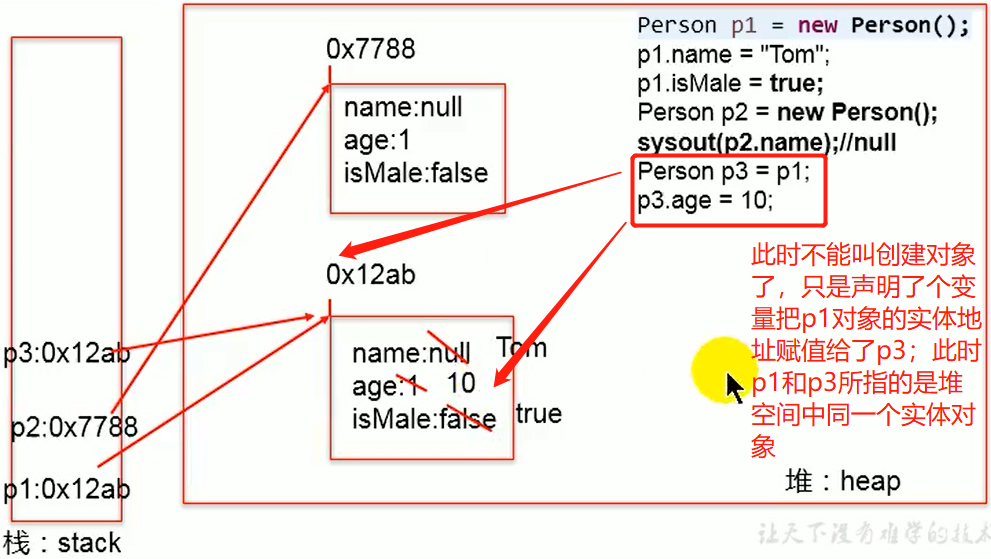 Person p1 = new Person();
p1.name = "Tom";
p1.isMale = true;
Person p2 = new Person();
sysout(p2.name);//null
Person p3 = p1;
p3.age = 10;
0x7788
name:null
age:1
isMale:false
0x12ab
name:null Tom
age:1 10
isMale:false true
p3:0x12ab
p2:0x7788
p1:0x12ab
栈：stack
此时不能叫创建对象
了，只是声明了个变
量把p1对象的实体地
址赋值给了p3；此时
p1和p3所指的是堆
空间中同一个实体对
象
堆：heap
让天下没有难学的技术